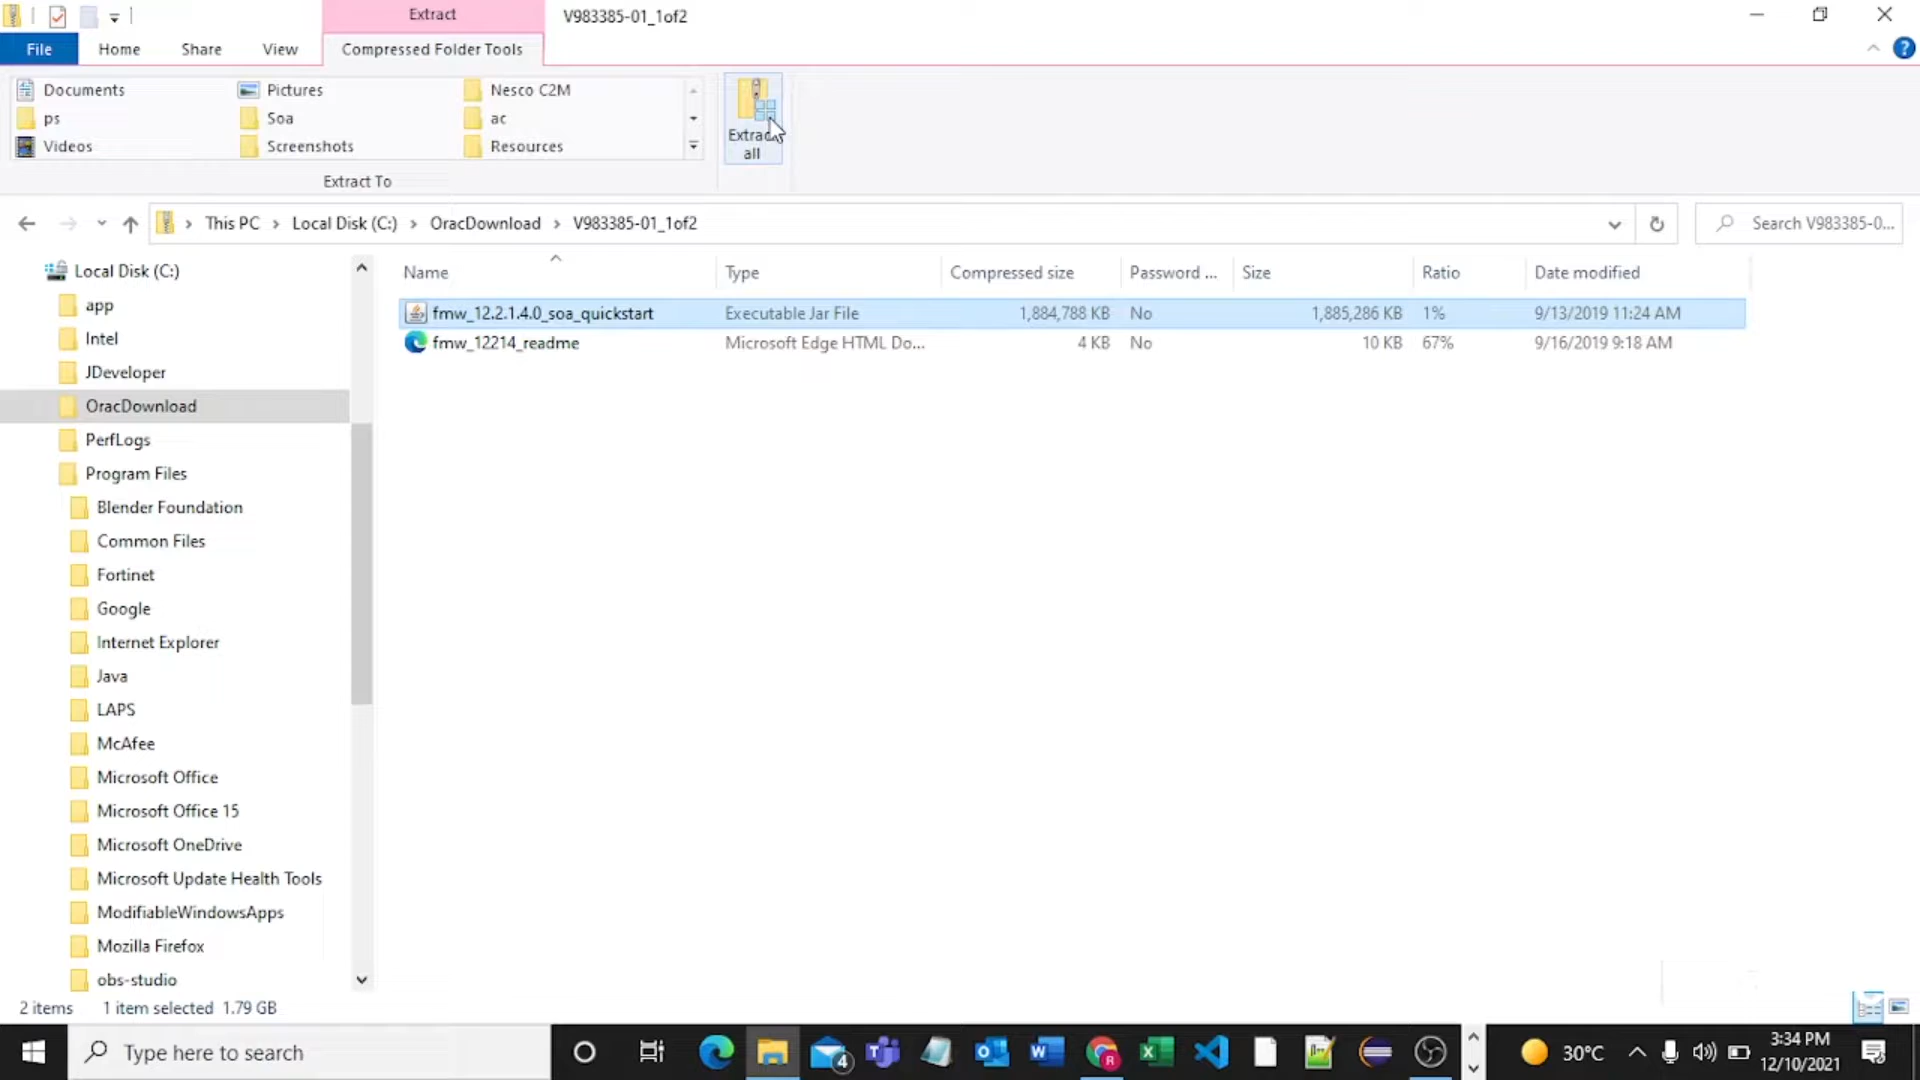 Extract
V983385-01_1of2
File
Home
Share
View
Compressed Folder Tools
Documents
Pictures
Nesco C2M
ps
Soa
ac
Videos
Screenshots
Resources
Extract To
Extract
all
This PC
Local Disk (C:)
OracDownload
V983385-01_1of2
Search V983385-0...
Name
Type
Compressed size
Password ...
Size
Ratio
Date modified
fmw_12.2.1.4.0_soa_quickstart
Executable Jar File
1,884,788 KB
No
1,885,286 KB
1%
9/13/2019 11:24 AM
fmw_12214_readme
Microsoft Edge HTML Do...
4 KB
No
10 KB
67%
9/16/2019 9:18 AM
Local Disk (C:)
app
Intel
JDeveloper
OracDownload
PerfLogs
Program Files
Blender Foundation
Common Files
Fortinet
Google
Internet Explorer
Java
LAPS
McAfee
Microsoft Office
Microsoft Office 15
Microsoft OneDrive
Microsoft Update Health Tools
ModifiableWindowsApps
Mozilla Firefox
obs-studio
2 items
1 item selected 1.79 GB
Type here to search
4
30°C
3:34 PM
12/10/2021